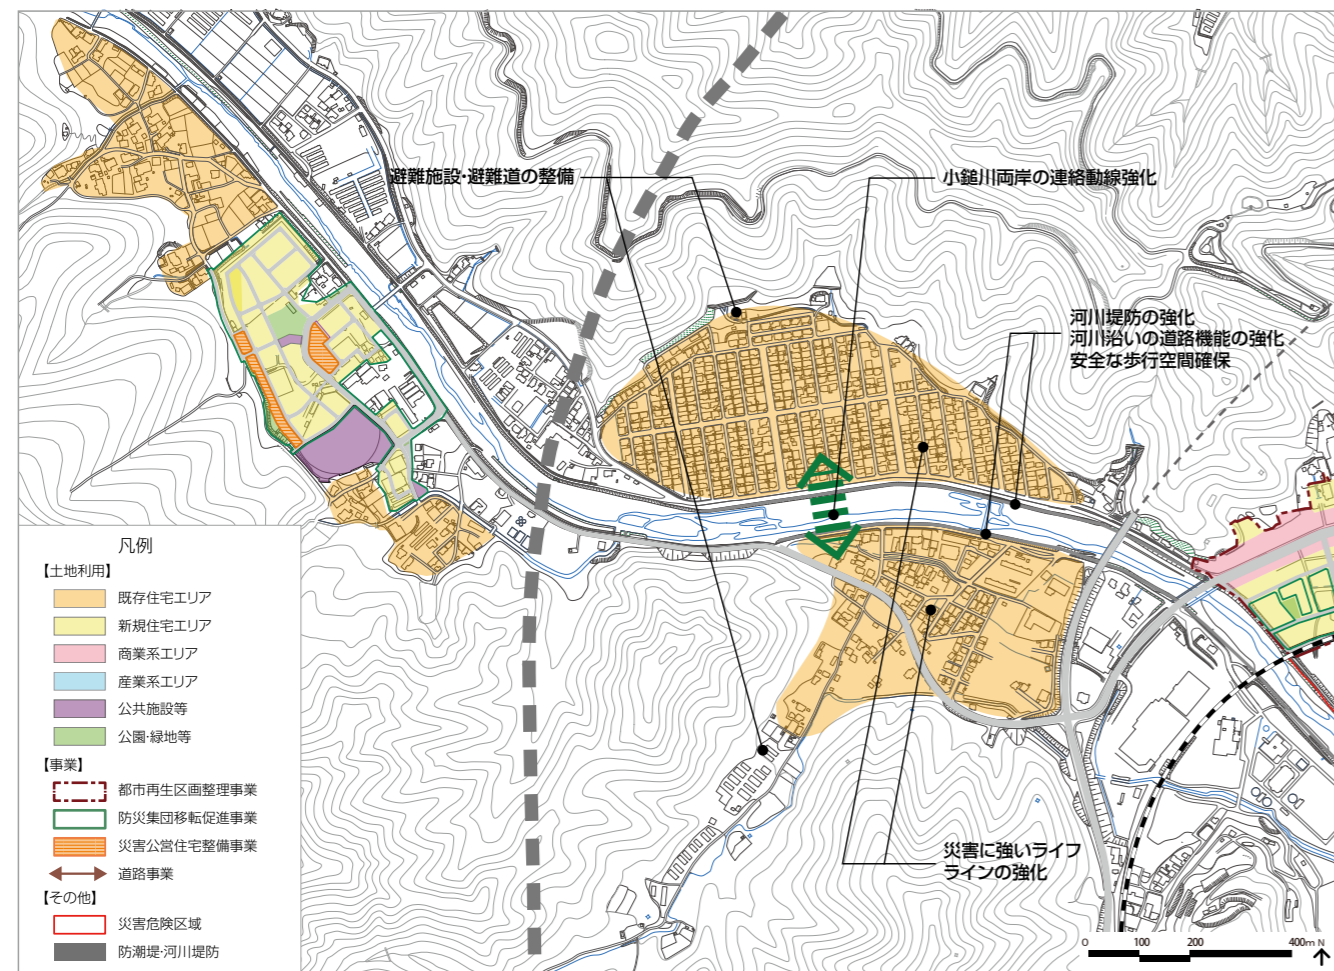 避難施設・避難道の整備
小鎚川両岸の連絡動線強化
河川堤防の強化
河川沿いの道路機能の強化
安全な歩行空間確保
災害に強いライフ
ラインの強化
凡例
【土地利用】
既存住宅エリア
新規住宅エリア
商業系エリア
産業系エリア
公共施設等
公園・緑地等
【事業】
都市再生区画整理事業
防災集団移転促進事業
災害公営住宅整備事業
道路事業
【その他】
災害危険区域
防潮堤・河川堤防
0 100 200 400m N